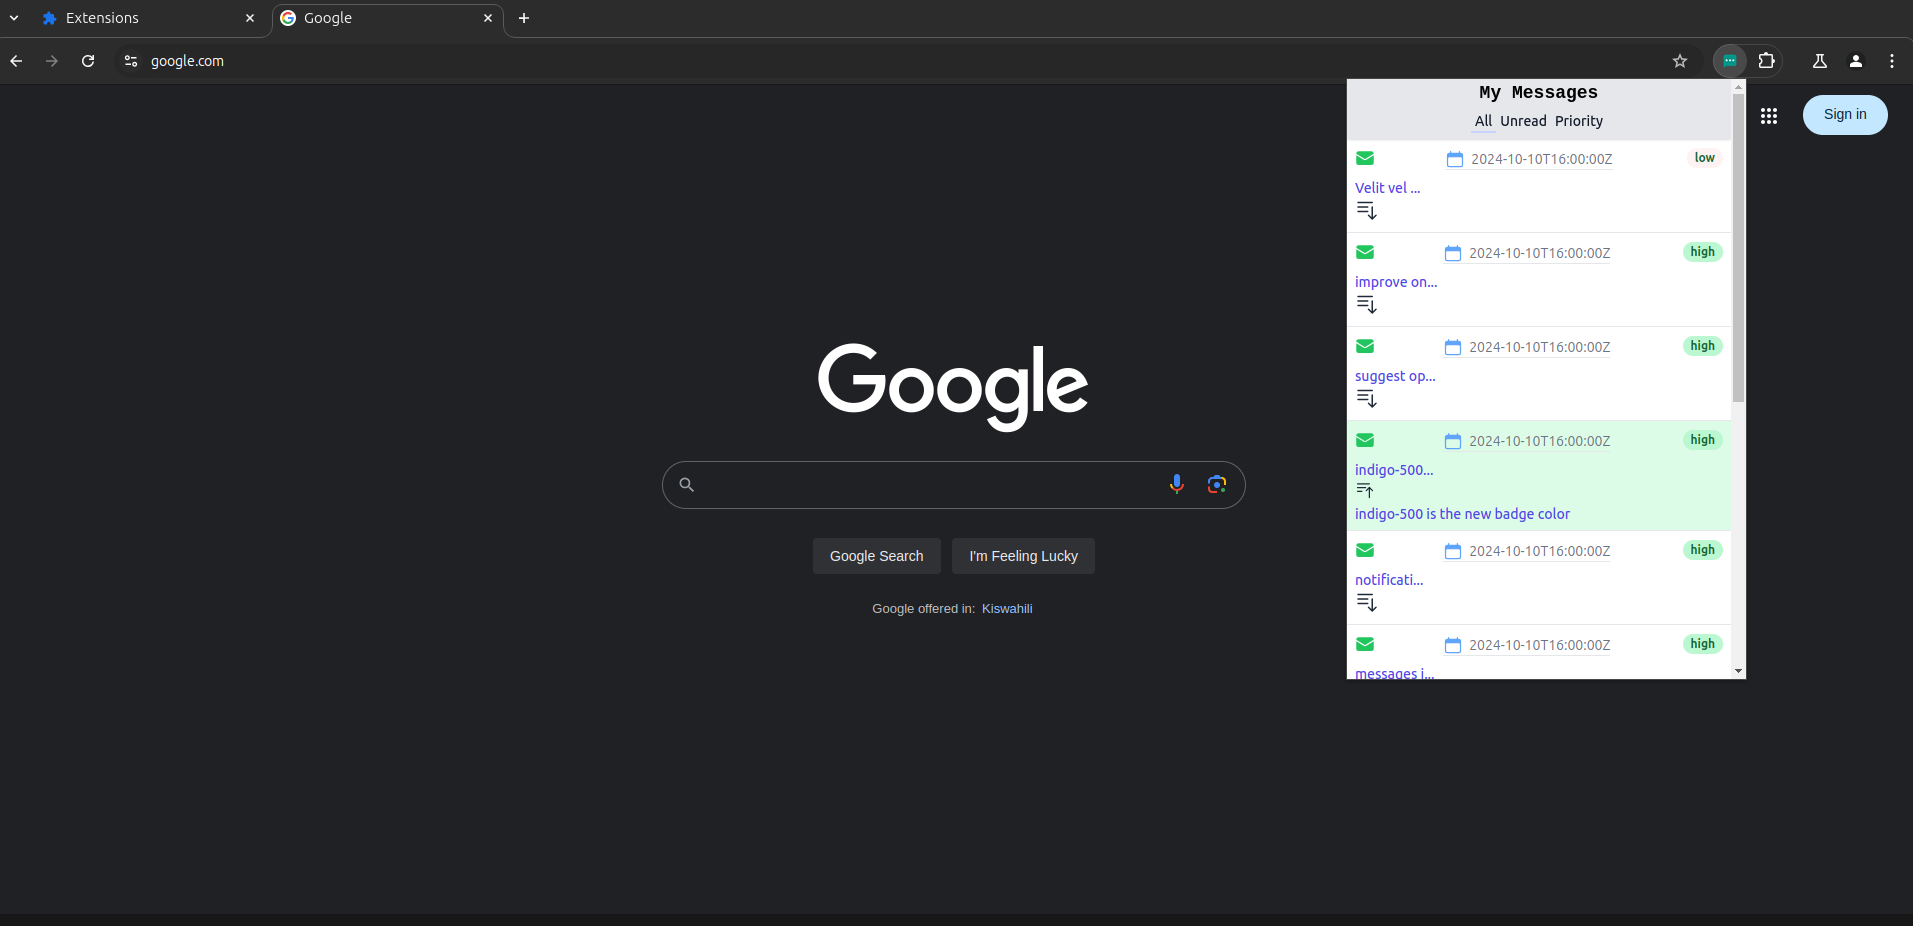 Extensions
Google
google.com
My Messages
All Unread Priority
Sign in
2024-10-10T16:00:00Z low
Velit vel ...
2024-10-10T16:00:00Z high
improve on...
2024-10-10T16:00:00Z high
suggest op...
2024-10-10T16:00:00Z high
indigo-500...
indigo-500 is the new badge color
2024-10-10T16:00:00Z high
notificati...
2024-10-10T16:00:00Z high
messages i...
Google
Google Search I'm Feeling Lucky
Google offered in: Kiswahili